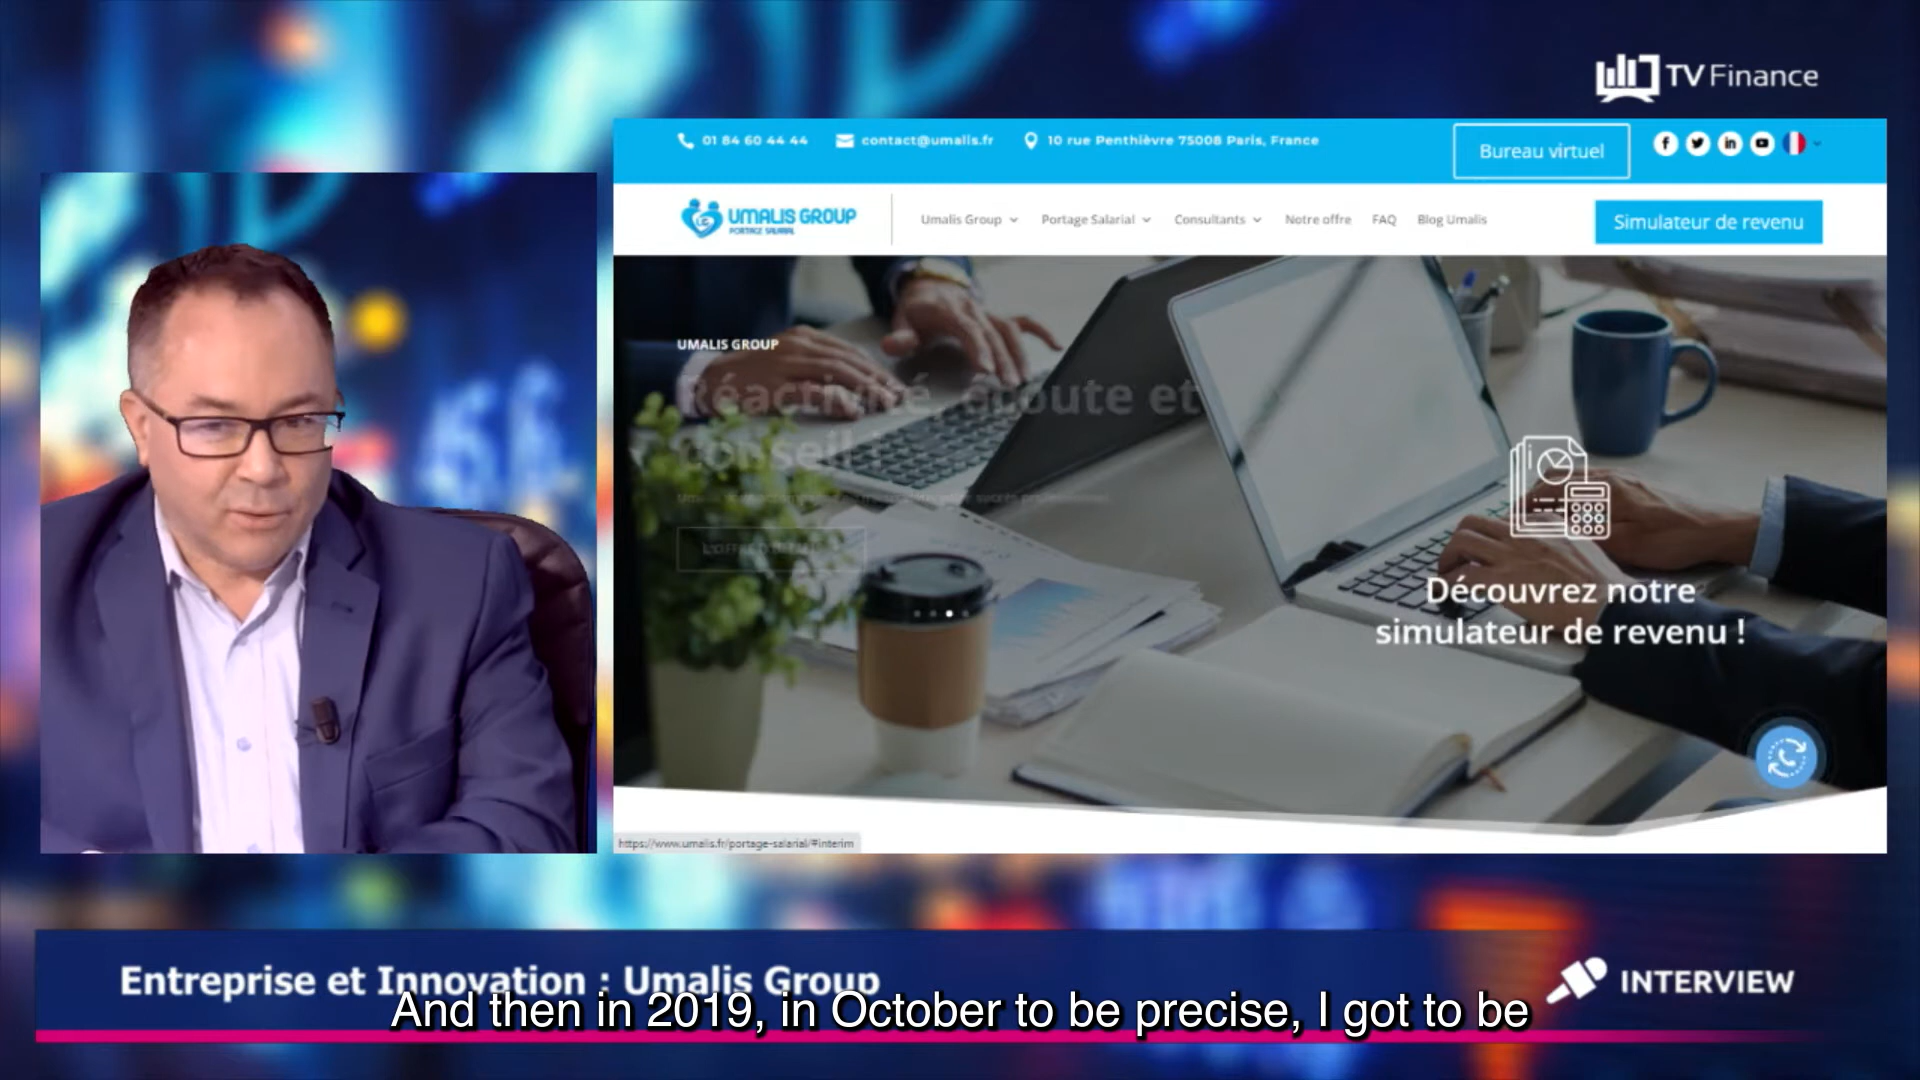 TV Finance
01 84 60 44 44
contact@umalis.fr
10 rue Penthièvre 75008 Paris, France
Bureau virtuel
UMALIS GROUP
PORTAGE SALARIAL
Umalis Group
Portage Salarial
Consultants
Notre offre
FAQ
Blog Umalis
Simulateur de revenu
UMALIS GROUP
Réactivité, écoute et
conseil !
Découvrez notre
simulateur de revenu !
https://www.umalis.fr/portage-salarial/#interim
Entreprise et Innovation : Umalis Group
INTERVIEW
And then in 2019, in October to be precise, I got to be